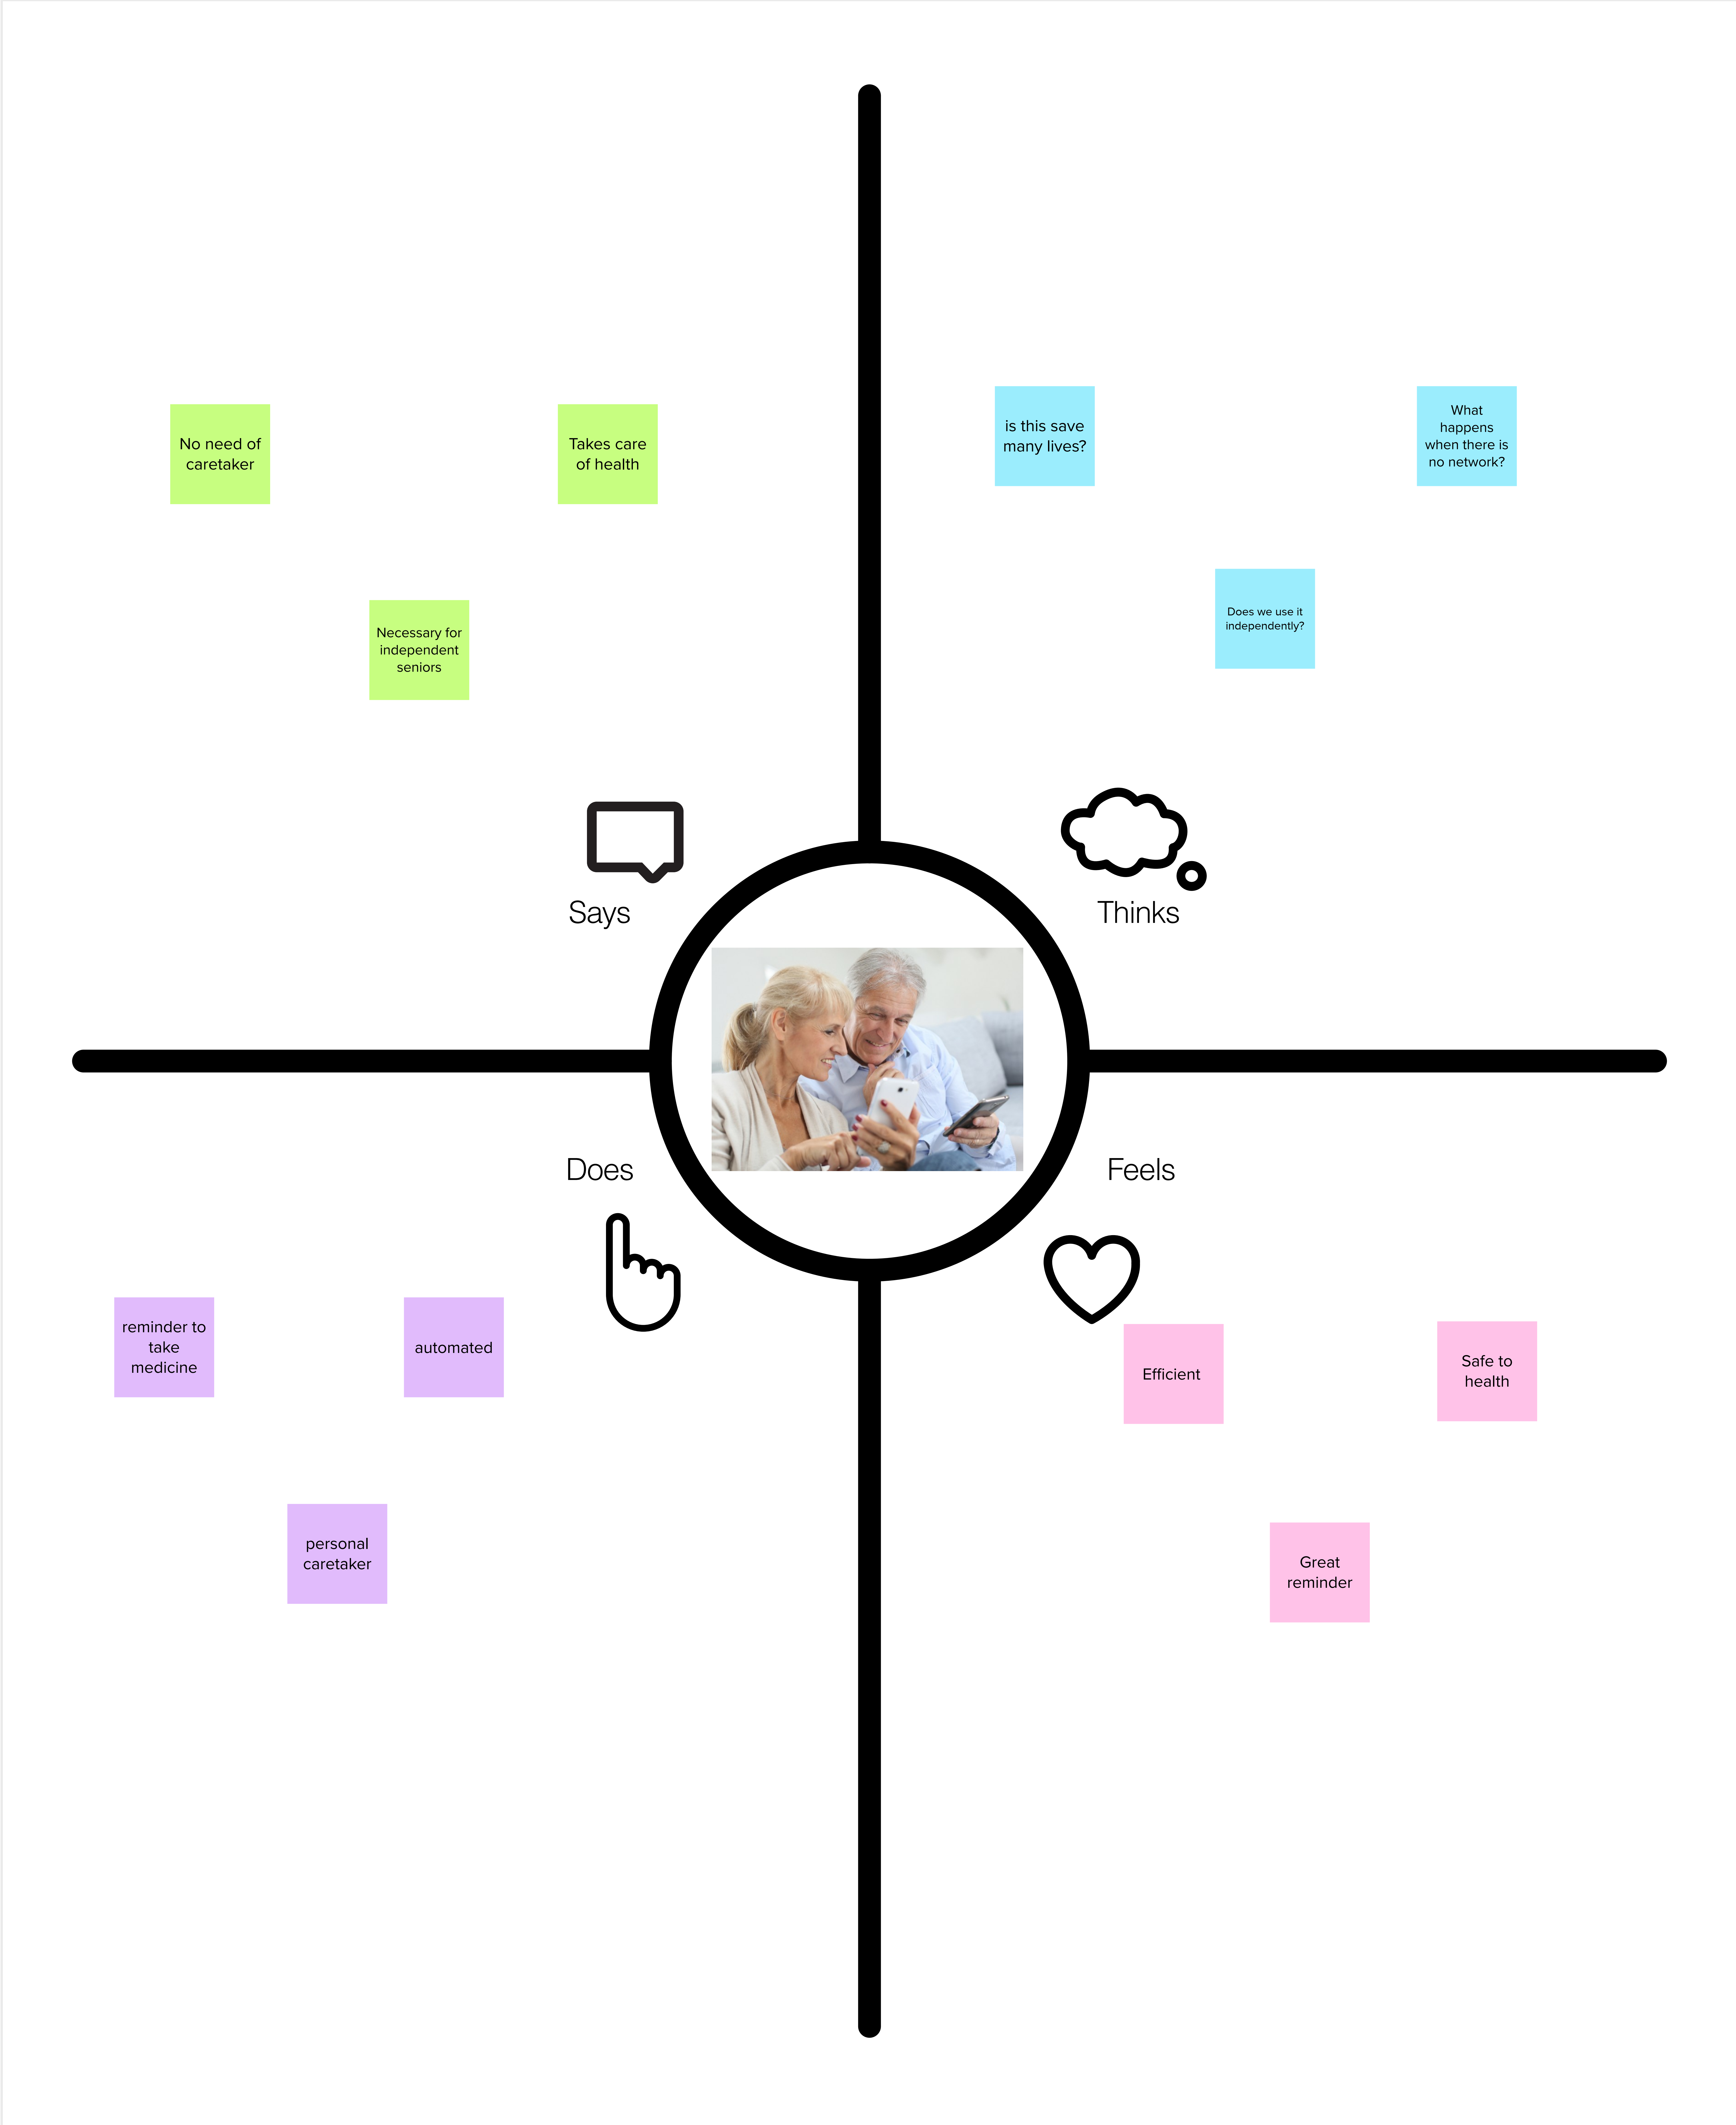 No need of
caretaker
Takes care
of health
Necessary for
independent
seniors
Says
is this save
many lives?
What
happens
when there is
no network?
Does we use it
independently?
Thinks
Does
reminder to
take
medicine
automated
personal
caretaker
Feels
Efficient
Safe to
health
Great
reminder